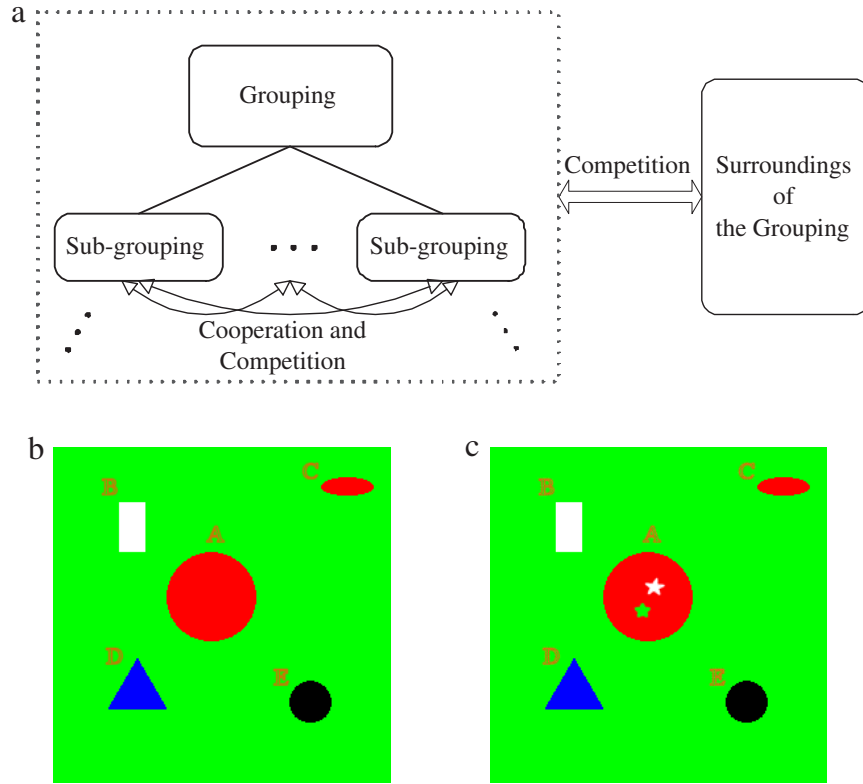 a
Grouping
Competition
Surroundings
of
the Grouping
Sub-grouping
Sub-grouping
Cooperation and
Competition
b
c
C
B
A
D
E
C
B
A
D
E